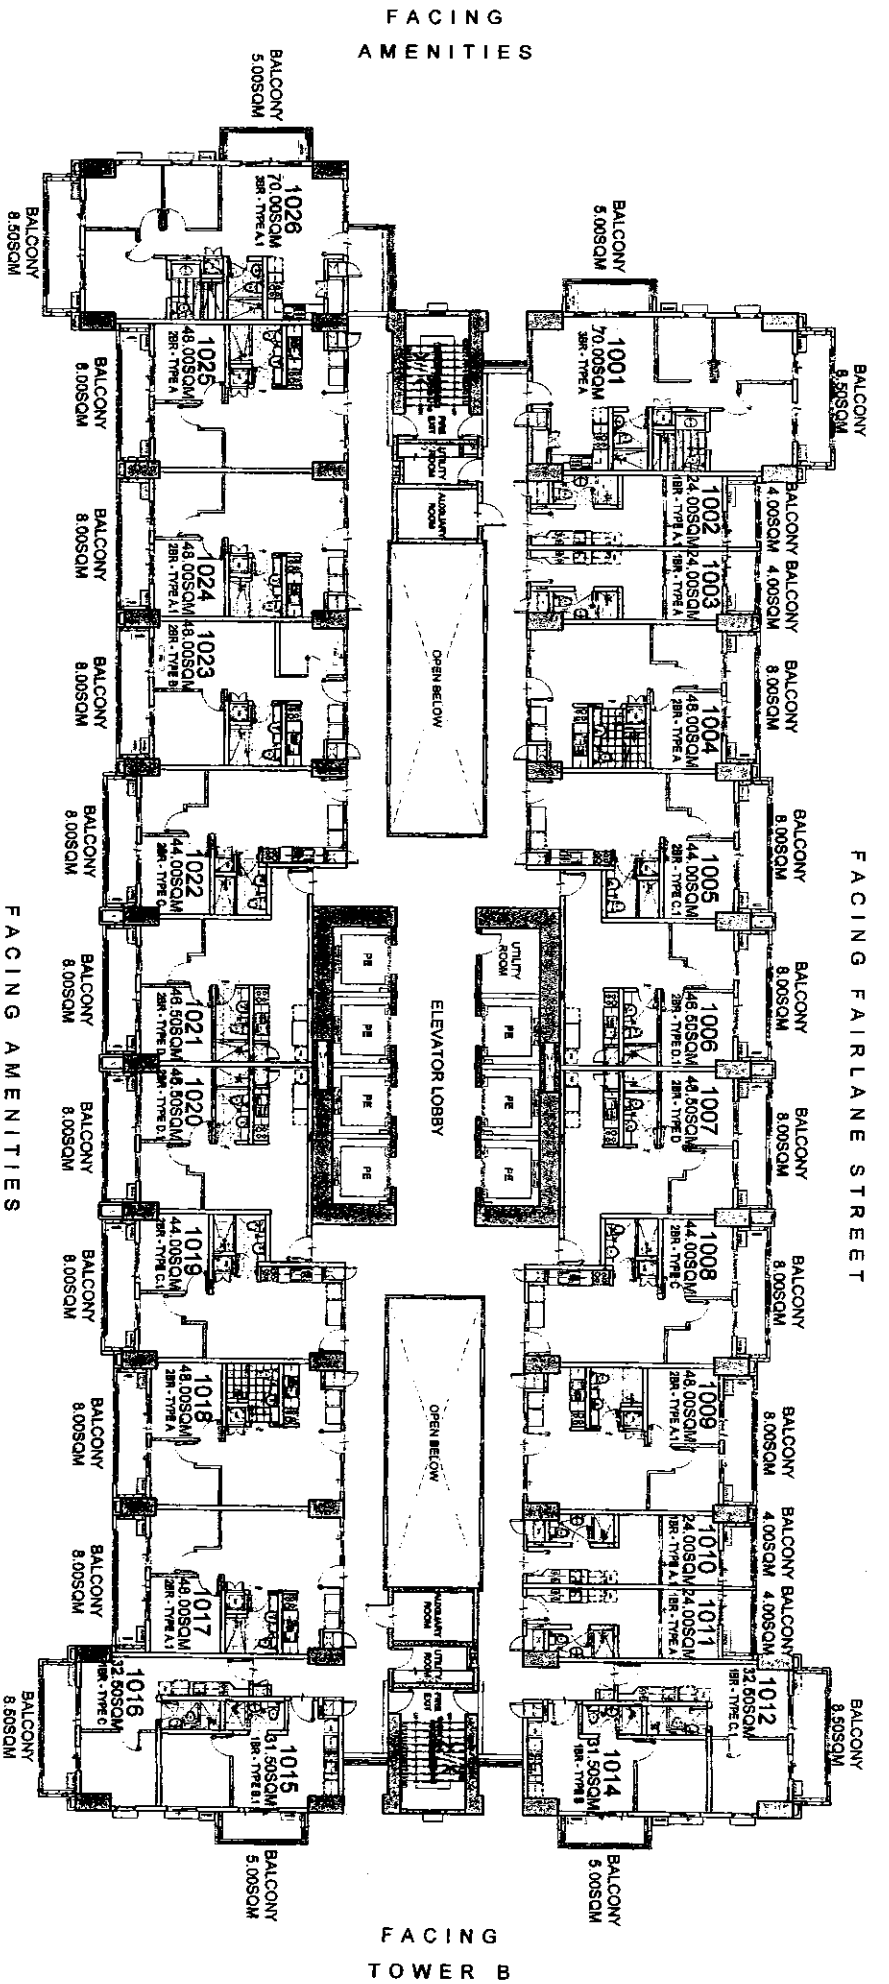 FACING
AMENITIES
BALCONY
5.00SQM
BALCONY
8.50SQM
1026
70.00SQM
3BR - TYPE A.1
BALCONY
5.00SQM
BALCONY
8.50SQM
1001
70.00SQM
3BR - TYPE A
1025
48.00SQM
2BR - TYPE A
BALCONY
8.00SQM
FIRE
EXIT
UTILITY
ROOM
AUXILIARY
ROOM
1002
24.00SQM
1BR - TYPE A.1
BALCONY
4.00SQM
1003
24.00SQM
1BR - TYPE A
BALCONY
4.00SQM
1024
48.00SQM
2BR - TYPE A.1
BALCONY
8.00SQM
1023
48.00SQM
2BR - TYPE B
BALCONY
8.00SQM
OPEN BELOW
1004
48.00SQM
2BR - TYPE A
BALCONY
8.00SQM
1022
44.00SQM
2BR - TYPE C
BALCONY
8.00SQM
1005
44.00SQM
2BR - TYPE C.1
BALCONY
8.00SQM
FACING AMENITIES
FACING FAIRLANE STREET
1021
46.50SQM
2BR - TYPE D
BALCONY
8.00SQM
PE
PE
PE
PE
ELEVATOR LOBBY
UTILITY
ROOM
PE
PE
PE
1006
46.50SQM
2BR - TYPE D.1
BALCONY
8.00SQM
1020
46.50SQM
2BR - TYPE D.1
BALCONY
8.00SQM
1007
46.50SQM
2BR - TYPE D
BALCONY
8.00SQM
1019
44.00SQM
2BR - TYPE C.1
BALCONY
8.00SQM
1008
44.00SQM
2BR - TYPE C
BALCONY
8.00SQM
1018
48.00SQM
2BR - TYPE A
BALCONY
8.00SQM
OPEN BELOW
1009
48.00SQM
2BR - TYPE A.1
BALCONY
8.00SQM
1017
48.00SQM
2BR - TYPE A.1
BALCONY
8.00SQM
1010
24.00SQM
1BR - TYPE A.1
BALCONY
4.00SQM
1011
24.00SQM
1BR - TYPE A
BALCONY
4.00SQM
AUXILIARY
ROOM
UTILITY
ROOM
FIRE
EXIT
1016
32.50SQM
1BR - TYPE C
BALCONY
8.50SQM
1015
31.50SQM
1BR - TYPE B.1
BALCONY
5.00SQM
1012
32.50SQM
1BR - TYPE C.1
BALCONY
8.50SQM
1014
31.50SQM
1BR - TYPE B
BALCONY
5.00SQM
FACING
TOWER B